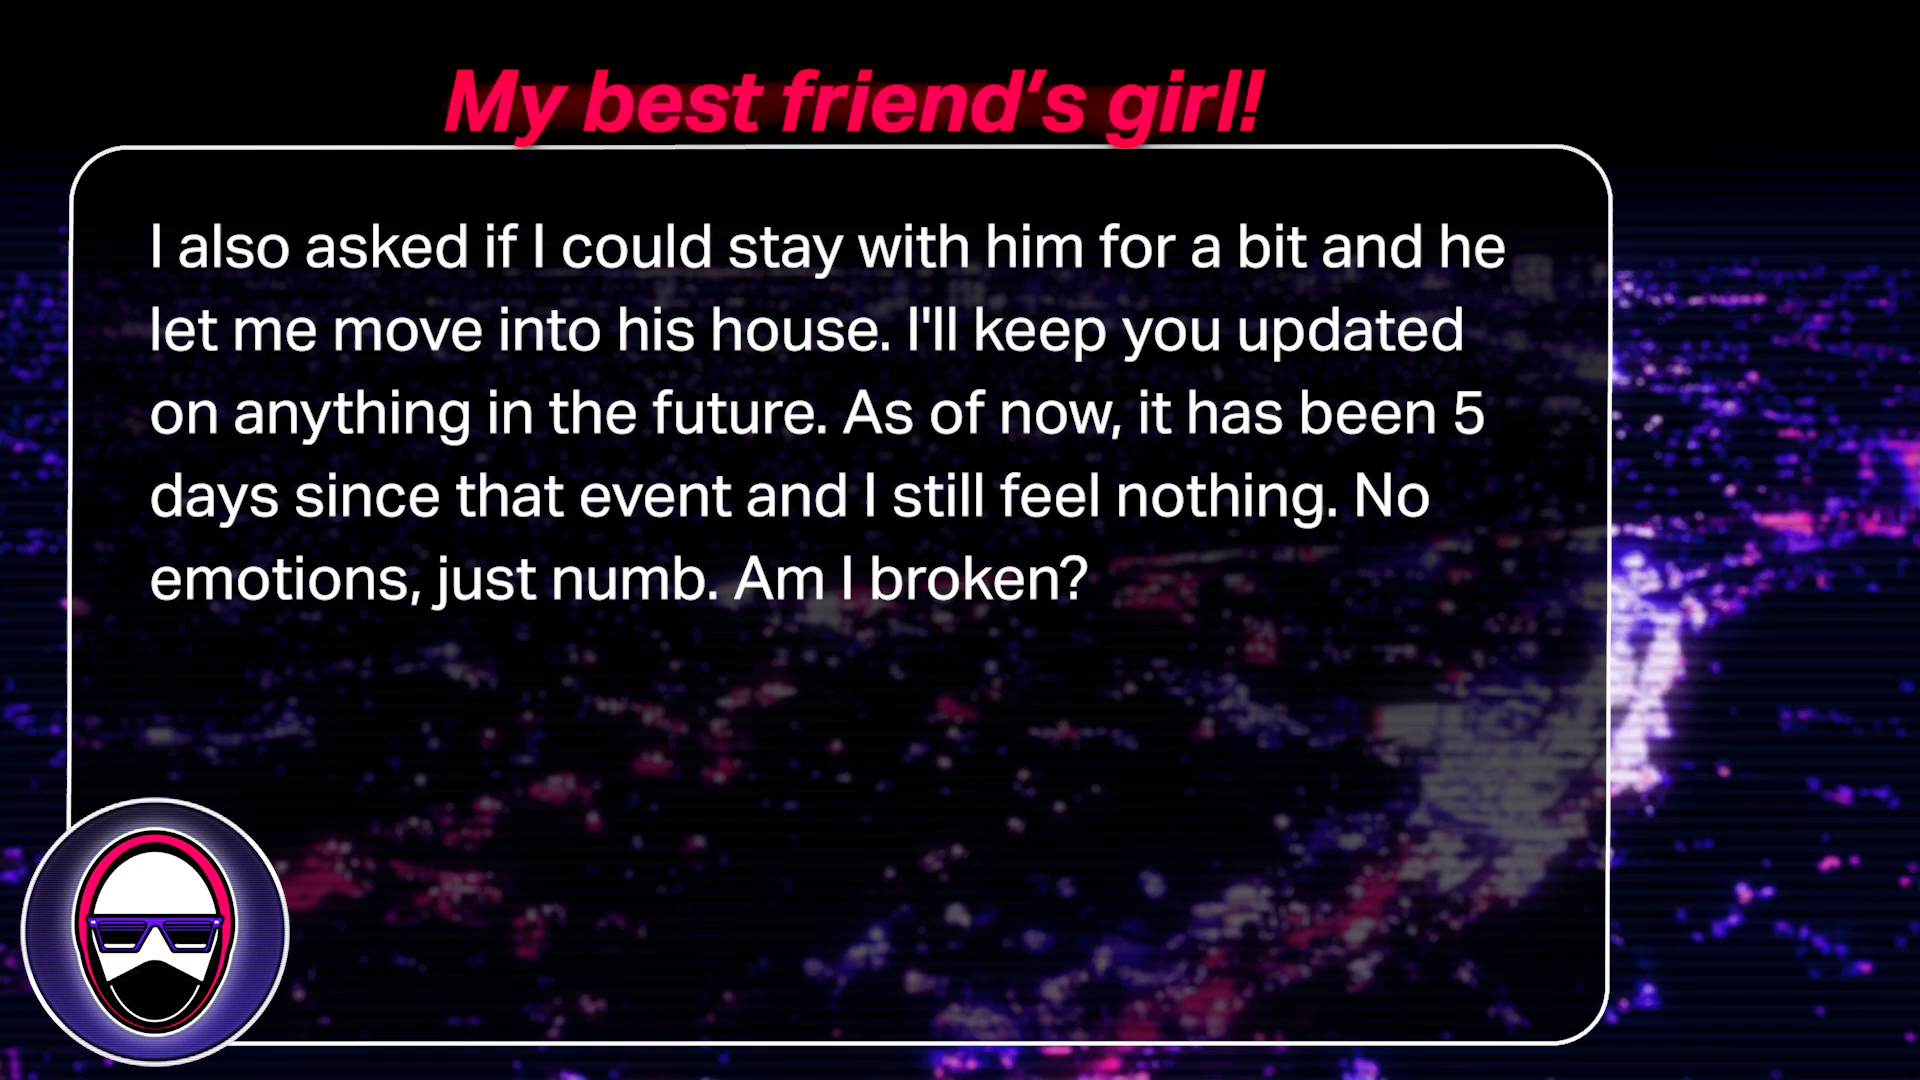 My best friend’s girl!
I also asked if I could stay with him for a bit and he
let me move into his house. I'll keep you updated
on anything in the future. As of now, it has been 5
days since that event and I still feel nothing. No
emotions, just numb. Am I broken?